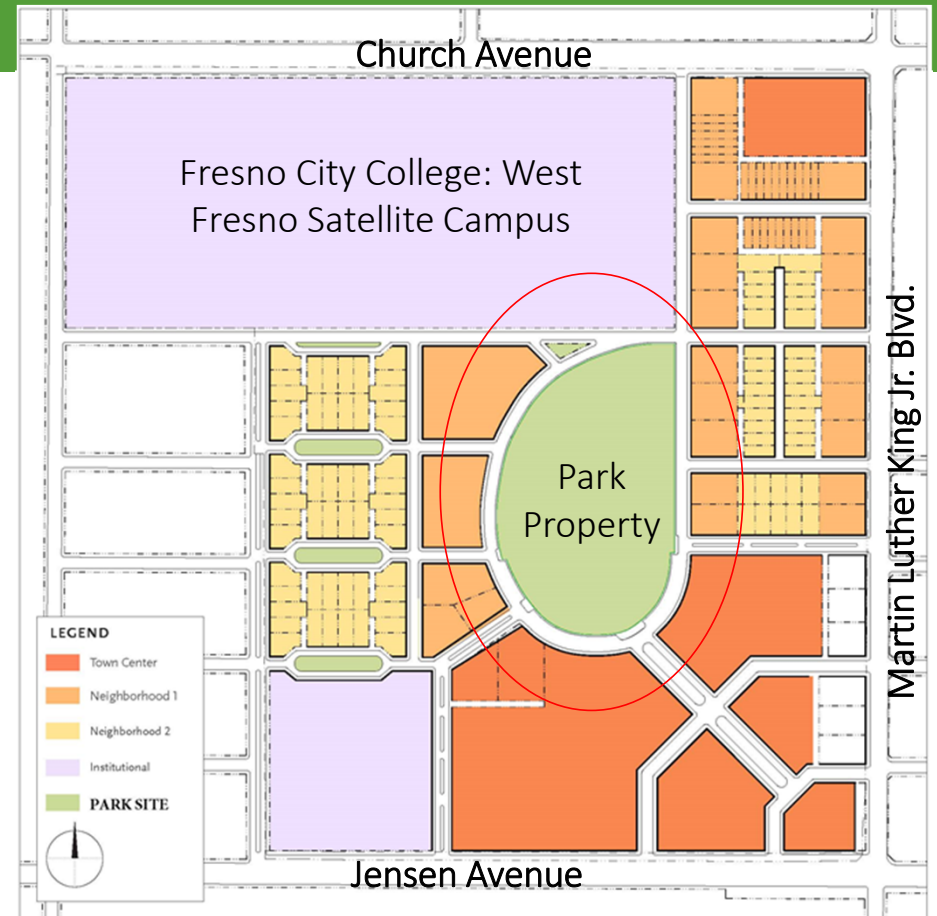 Church Avenue
Fresno City College: West
Fresno Satellite Campus
Park
Property
Martin Luther King Jr. Blvd.
LEGEND
Town Center
Neighborhood 1
Neighborhood 2
Institutional
PARK SITE
Jensen Avenue